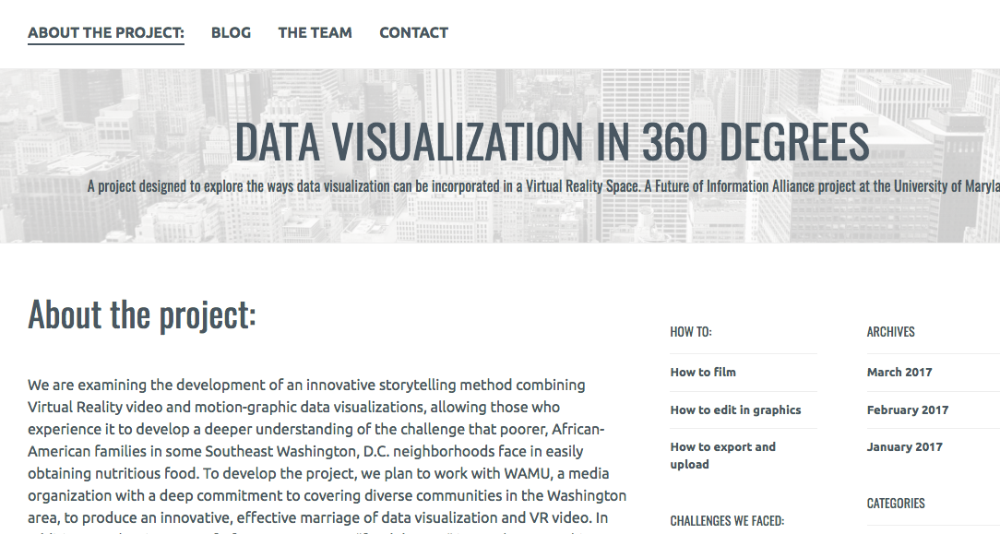 ABOUT THE PROJECT: BLOG THE TEAM CONTACT
DATA VISUALIZATION IN 360 DEGREES
A project designed to explore the ways data visualization can be incorporated in a Virtual Reality Space. A Future of Information Alliance project at the University of
About the project:
We are examining the development of an innovative storytelling method combining
Virtual Reality video and motion-graphic data visualizations, allowing those who
experience it to develop a deeper understanding of the challenge that poorer, African-
American families in some Southeast Washington, D.C. neighborhoods face in easily
obtaining nutritious food. To develop the project, we plan to work with WAMU, a media
organization with a deep commitment to covering diverse communities in the Washington
area, to produce an innovative, effective marriage of data visualization and VR video. In
HOW TO:
How to film
How to edit in graphics
How to export and
upload
CHALLENGES WE FACED:
ARCHIVES
March 2017
February 2017
January 2017
CATEGORIES